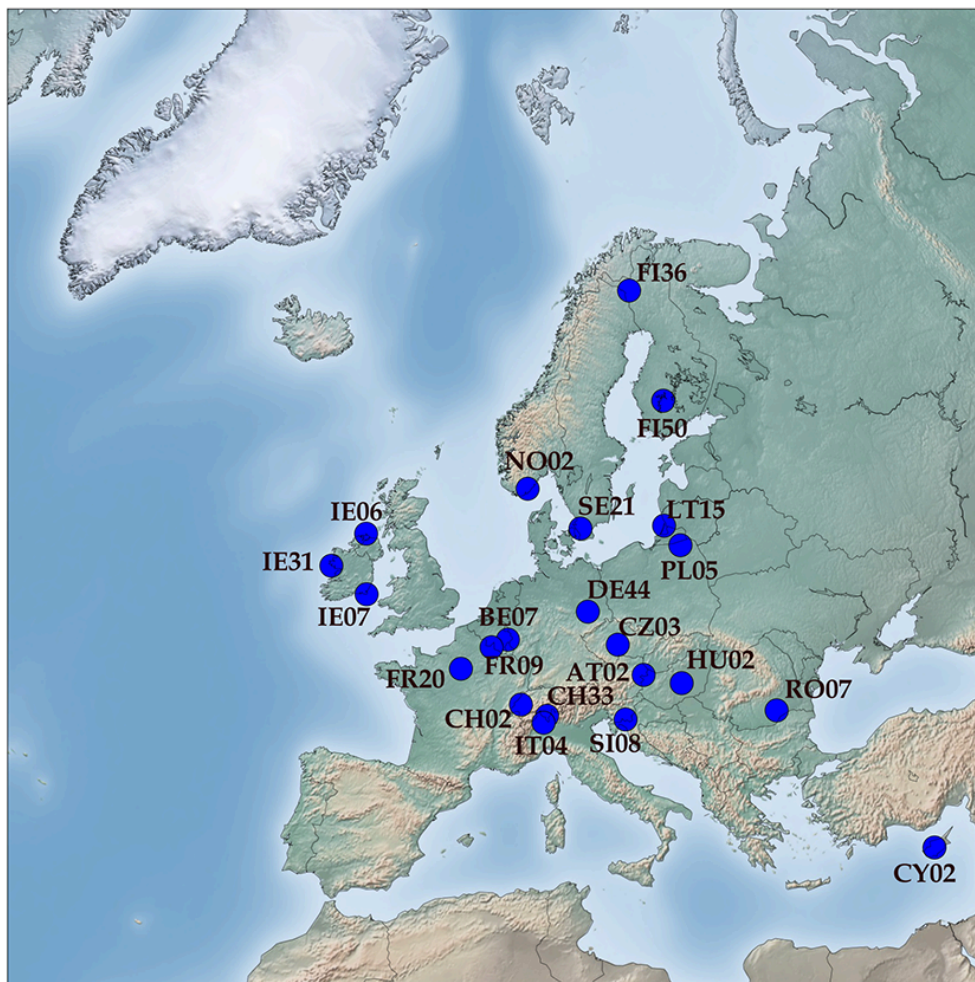 FI36
FI50
NO02
IE06
SE21
LT15
IE31
PL05
IE07
DE44
BE07
CZ03
FR09
HU02
AT02
FR20
RO07
CH33
CH02
IT04
SI08
CY02